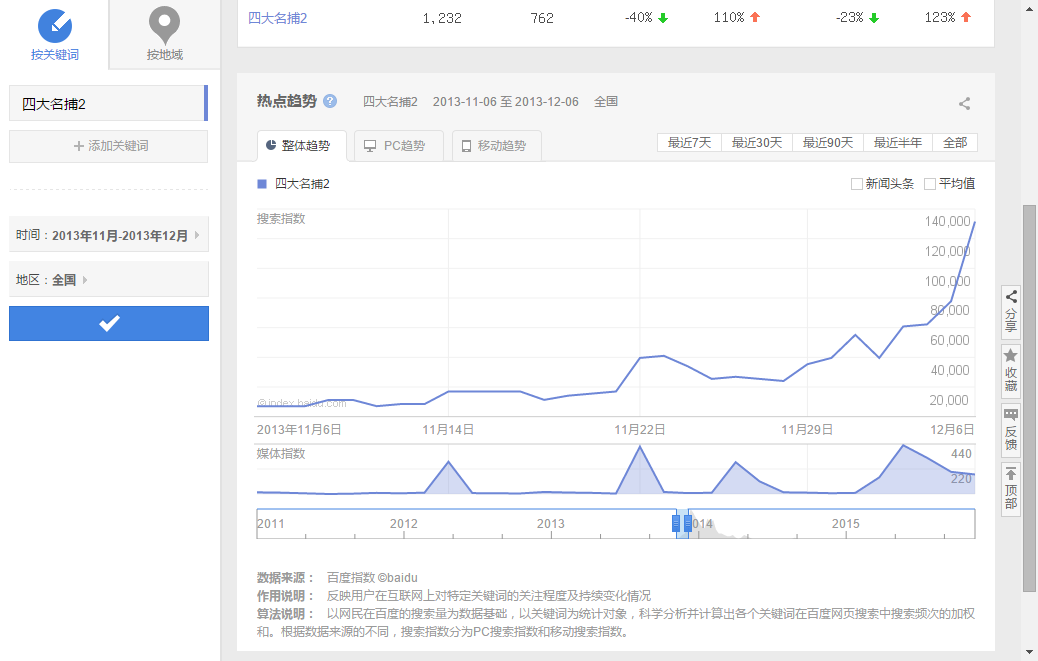 按关键词
按地域
四大名捕2 1,232 762 -40% 110% -23% 123%
四大名捕2
添加关键词
时间：2013年11月-2013年12月
地区：全国
热点趋势 ? 四大名捕2 2013-11-06 至 2013-12-06 全国
整体趋势 PC趋势 移动趋势 最近7天 最近30天 最近90天 最近半年 全部
四大名捕2 新闻头条 平均值
搜索指数
140,000
120,000
100,000
80,000
60,000
40,000
20,000
©index.baidu.com
2013年11月6日 11月14日 11月22日 11月29日 12月6日
媒体指数
440
220
2011 2012 2013 014 2015
数据来源： 百度指数 ©baidu
作用说明： 反映用户在互联网上对特定关键词的关注程度及持续变化情况
算法说明： 以网民在百度的搜索量为数据基础，以关键词为统计对象，科学分析并计算出各个关键词在百度网页搜索中搜索频次的加权
和。根据数据来源的不同，搜索指数分为PC搜索指数和移动搜索指数。
分享
收藏
反馈
顶部